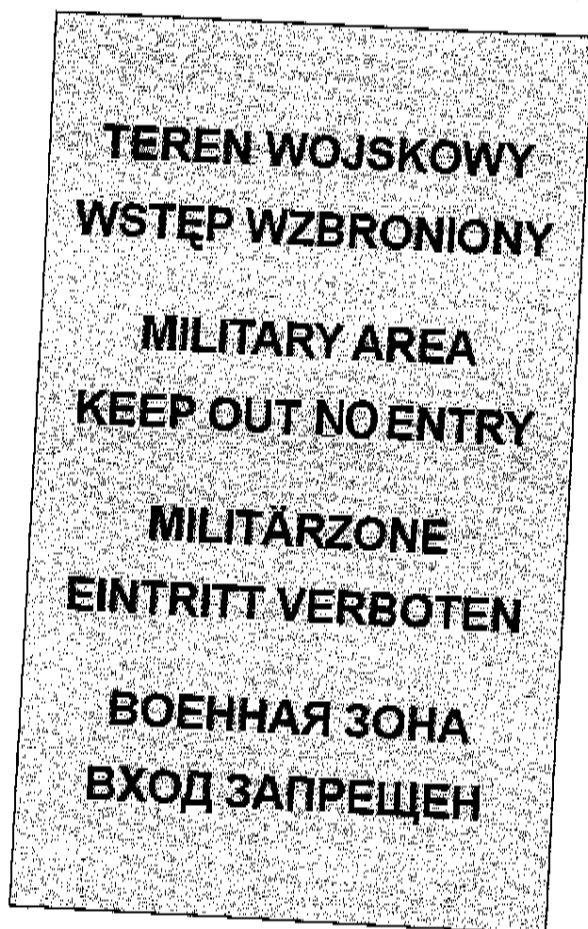 TEREN WOJSKOWY
WSTĘP WZBRONIONY
MILITARY AREA
KEEP OUT NO ENTRY
MILITÄRZONE
EINTRITT VERBOTEN
ВОЕННАЯ ЗОНА
ВХОД ЗАПРЕЩЕН